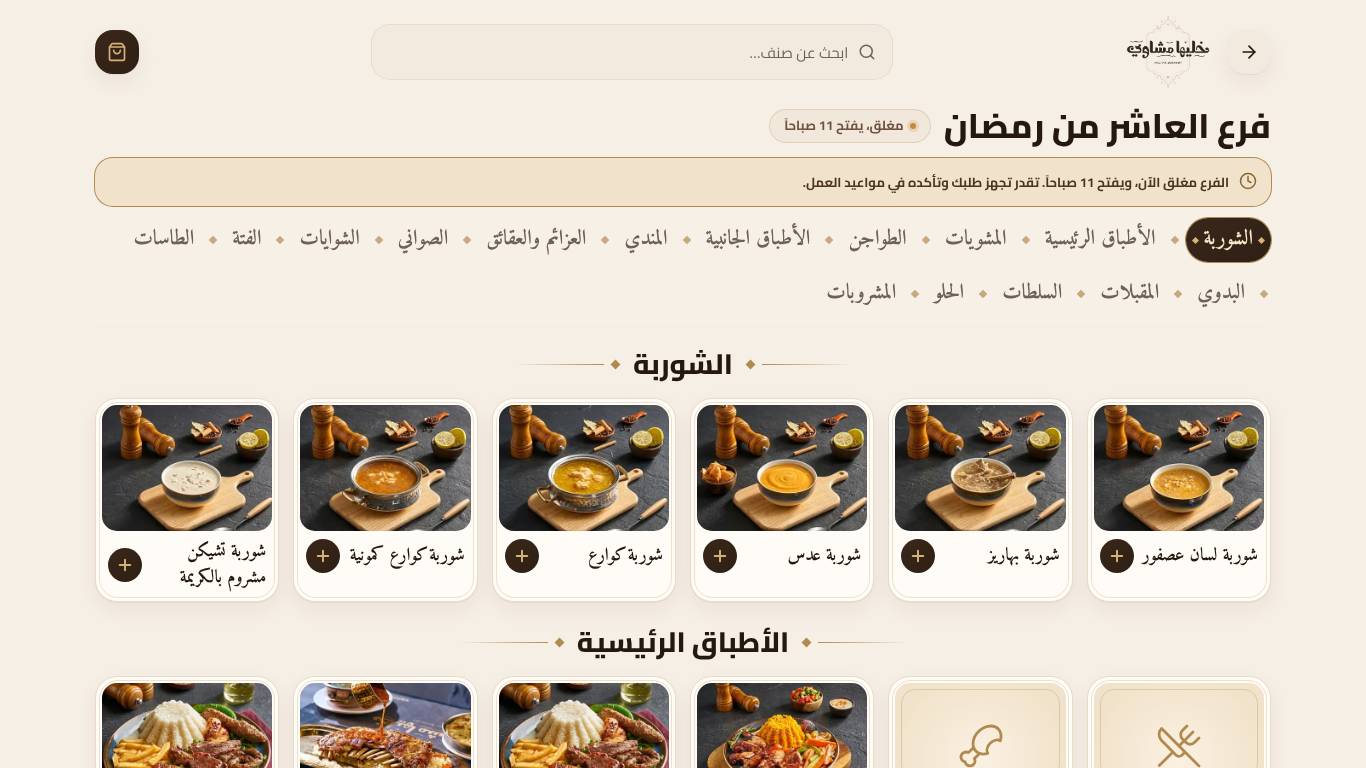 خليها مشاوي
ابحث عن صنف...
فرع العاشر من رمضان
مغلق، يفتح 11 صباحاً
الفرع مغلق الآن، ويفتح 11 صباحاً. تقدر تجهز طلبك وتأكده في مواعيد العمل.
الشوربة
الأطباق الرئيسية
المشويات
الطواجن
الأطباق الجانبية
المندي
العزائم والعقائق
الصواني
الشوايات
الفتة
الطاسات
البدوي
المقبلات
السلطات
الحلو
المشروبات
الشوربة
شوربة لسان عصفور
شوربة بهاريز
شوربة عدس
شوربة كوارع
شوربة كوارع كمونية
شوربة تشيكن
مشروم بالكريمة
الأطباق الرئيسية